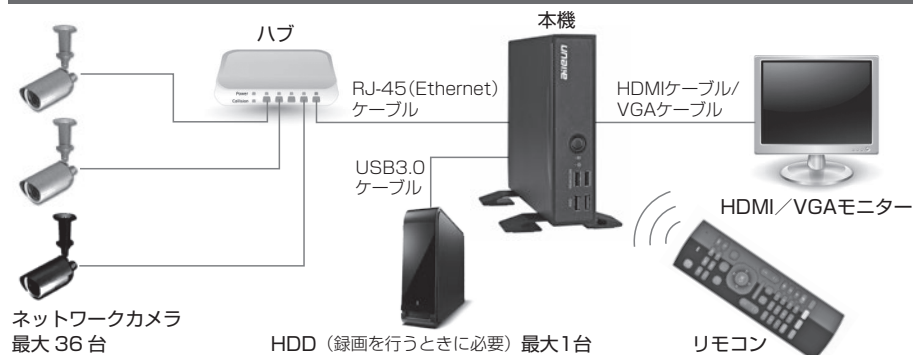 ハブ
本機
Power
Collision
RJ-45(Ethernet)
ケーブル
HDMIケーブル/
VGAケーブル
USB3.0
ケーブル
HDMI／VGAモニター
ネットワークカメラ
最大 36 台
HDD（録画を行うときに必要）最大1台
リモコン